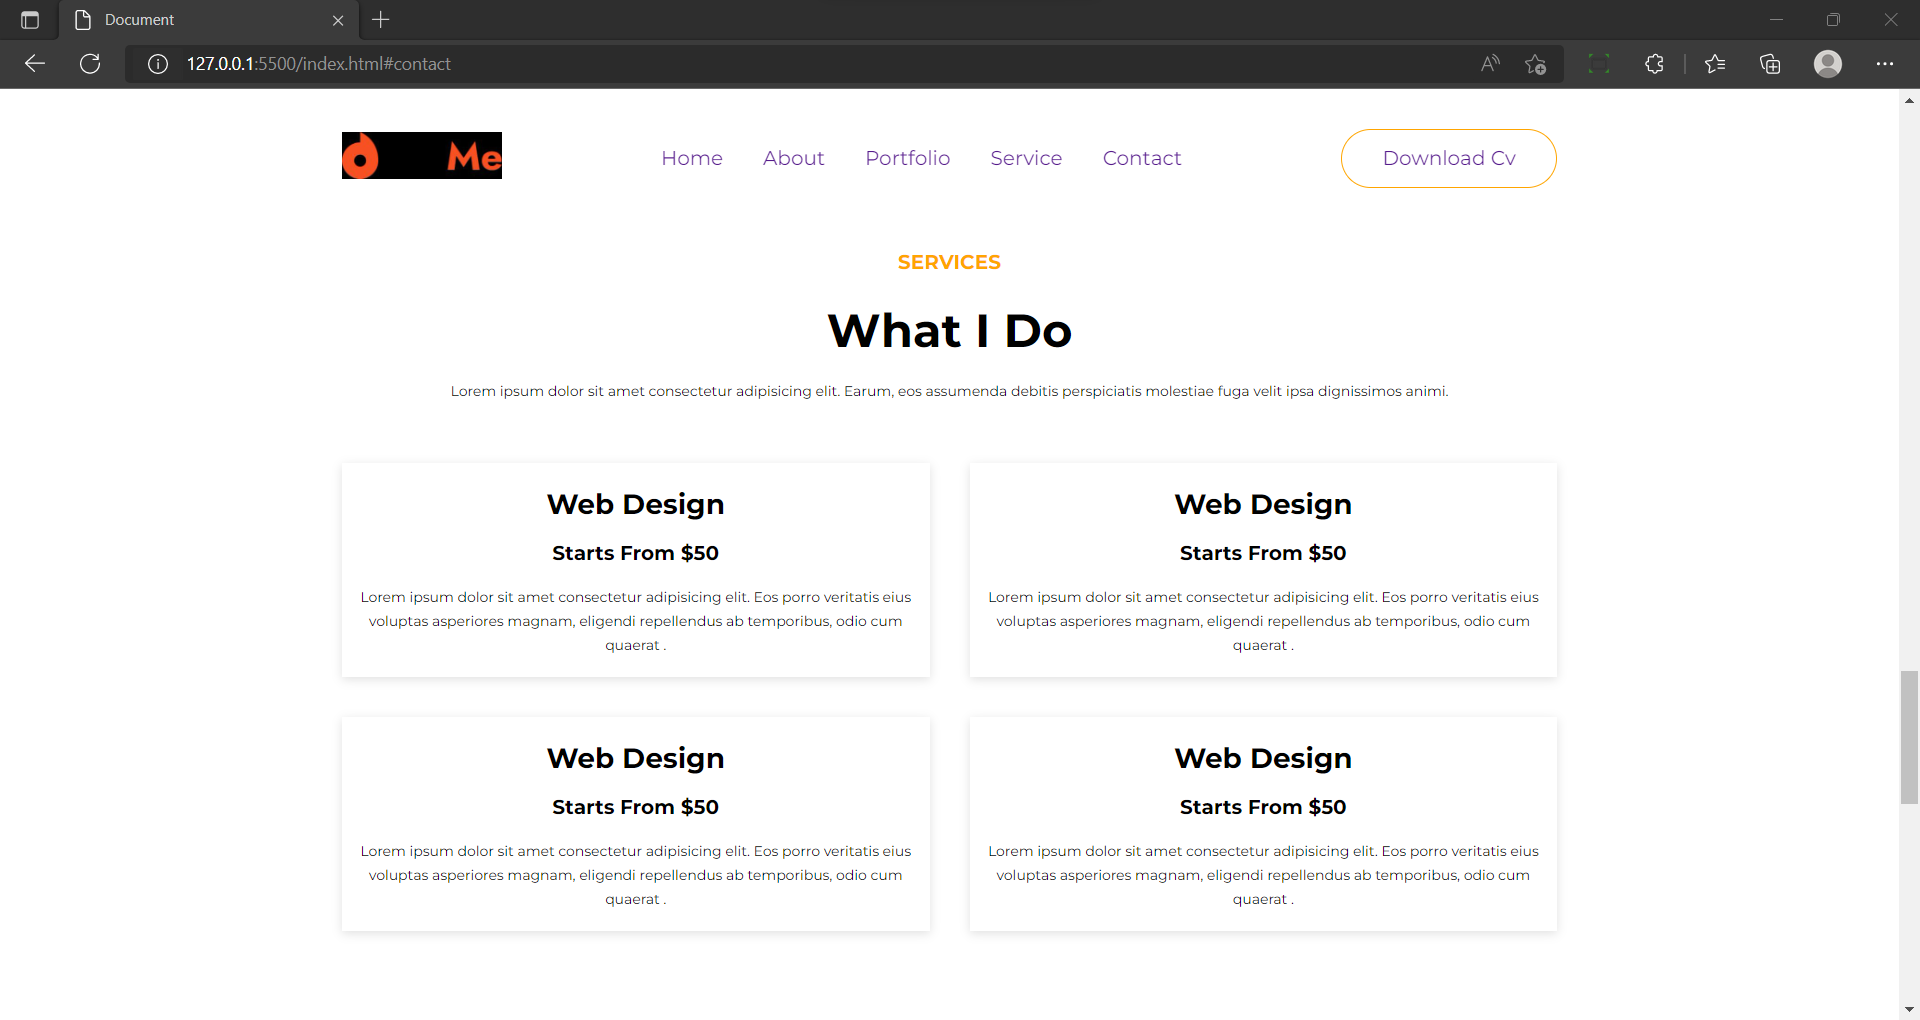 Document
127.0.0.1:5500/index.html#contact
Me
Home About Portfolio Service Contact
Download Cv
SERVICES
What I Do
Lorem ipsum dolor sit amet consectetur adipisicing elit. Earum, eos assumenda debitis perspiciatis molestiae fuga velit ipsa dignissimos animi.
Web Design
Starts From $50
Lorem ipsum dolor sit amet consectetur adipisicing elit. Eos porro veritatis eius
voluptas asperiores magnam, eligendi repellendus ab temporibus, odio cum
quaerat .
Web Design
Starts From $50
Lorem ipsum dolor sit amet consectetur adipisicing elit. Eos porro veritatis eius
voluptas asperiores magnam, eligendi repellendus ab temporibus, odio cum
quaerat .
Web Design
Starts From $50
Lorem ipsum dolor sit amet consectetur adipisicing elit. Eos porro veritatis eius
voluptas asperiores magnam, eligendi repellendus ab temporibus, odio cum
quaerat .
Web Design
Starts From $50
Lorem ipsum dolor sit amet consectetur adipisicing elit. Eos porro veritatis eius
voluptas asperiores magnam, eligendi repellendus ab temporibus, odio cum
quaerat .